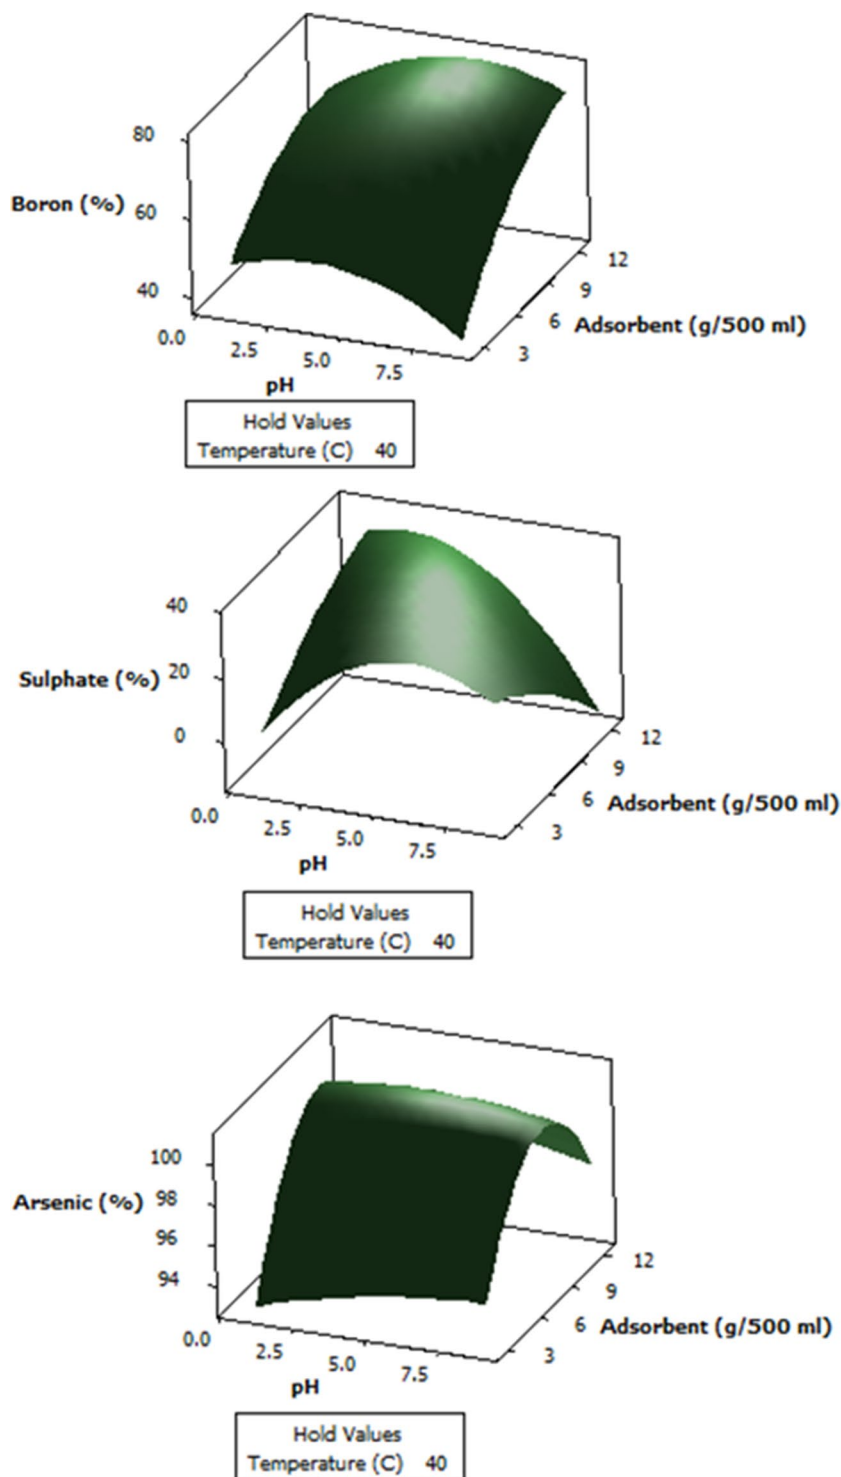 80
Boron (%) 60
40
0.0
2.5
5.0
7.5
pH
3
6
9
12
Adsorbent (g/500 ml)
Hold Values
Temperature (C) 40
40
Sulphate (%) 20
0
0.0
2.5
5.0
7.5
pH
3
6
9
12
Adsorbent (g/500 ml)
Hold Values
Temperature (C) 40
100
Arsenic (%) 98
96
94
0.0
2.5
5.0
7.5
pH
3
6
9
12
Adsorbent (g/500 ml)
Hold Values
Temperature (C) 40